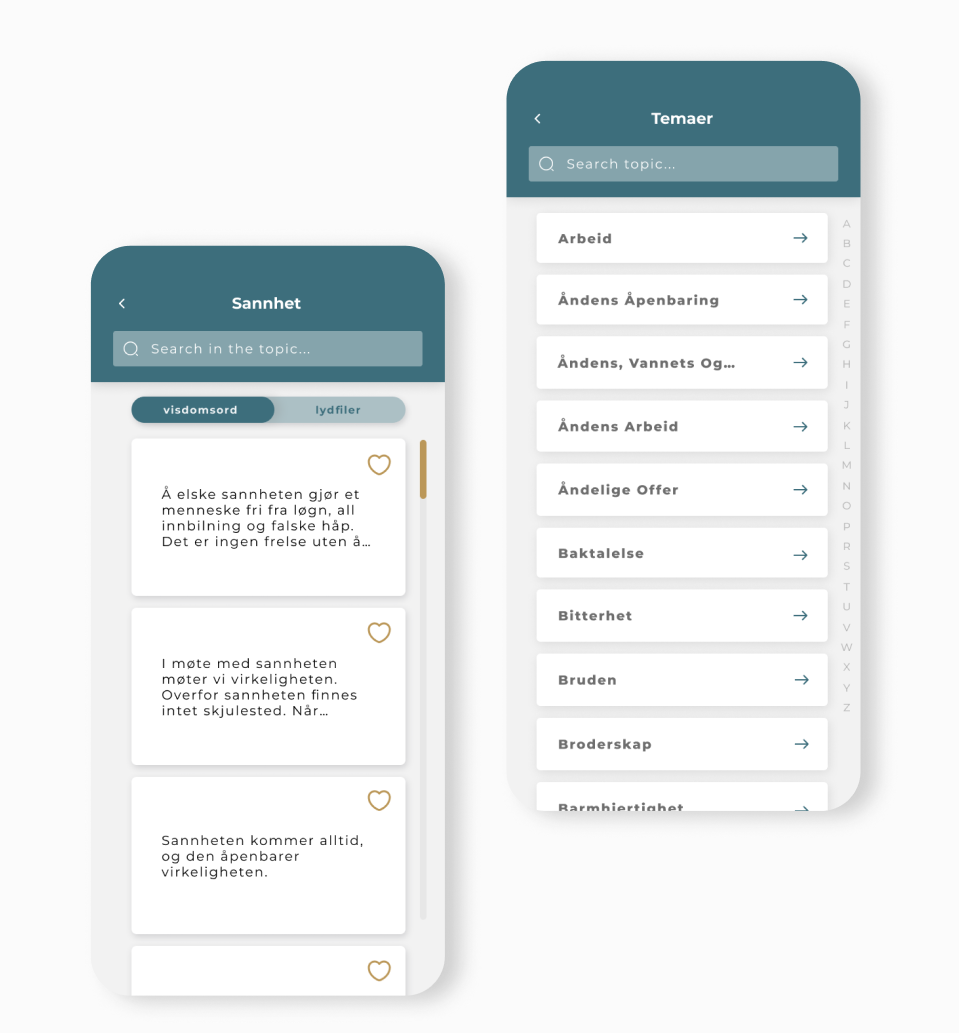 Sannhet
Search in the topic...
visdomsord
lydfiler
Å elske sannheten gjør et
menneske fri fra løgn, all
innbilning og falske håp.
Det er ingen frelse uten å...
I møte med sannheten
møter vi virkeligheten.
Overfor sannheten finnes
intet skjulested. Når...
Sannheten kommer alltid,
og den åpenbarer
virkeligheten.
Temaer
Search topic...
Arbeid
Åndens Åpenbaring
Åndens, Vannets Og...
Åndens Arbeid
Åndelige Offer
Baktalelse
Bitterhet
Bruden
Broderskap
Barmhjertighet
A
B
C
D
E
F
G
H
I
J
K
L
M
N
O
P
R
S
T
U
V
W
X
Y
Z